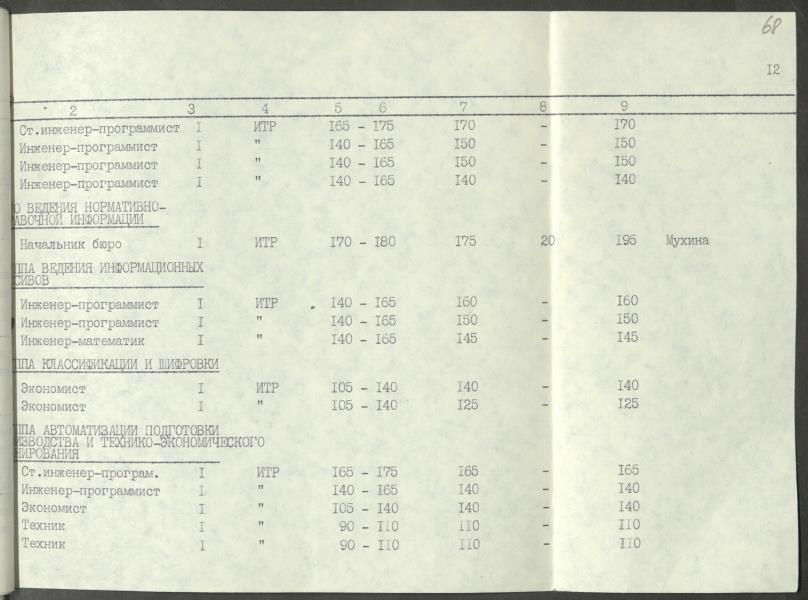 68
I2
2 3 4 5 6 7 8 9
Ст.инженер-программист I ИТР I65 - I75 I70 - I70
Инженер-программист I " I40 - I65 I50 - I50
Инженер-программист I " I40 - I65 I50 - I50
Инженер-программист I " I40 - I65 I40 - I40
О ВЕДЕНИЯ НОРМАТИВНО-
АВОЧНОЙ ИНФОРМАЦИИ
Начальник бюро I ИТР I70 - I80 I75 20 I95 Мухина
ППА ВЕДЕНИЯ ИНФОРМАЦИОННЫХ
СИВОВ
Инженер-программист I ИТР I40 - I65 I60 - I60
Инженер-программист I " I40 - I65 I50 - I50
Инженер-математик I " I40 - I65 I45 - I45
ППА КЛАССИФИКАЦИИ И ШИФРОВКИ
Экономист I ИТР I05 - I40 I40 - I40
Экономист I " I05 - I40 I25 - I25
ППА АВТОМАТИЗАЦИИ ПОДГОТОВКИ
ИЗВОДСТВА И ТЕХНИКО-ЭКОНОМИЧЕСКОГО
НИРОВАНИЯ
Ст.инженер-програм. I ИТР I65 - I75 I65 - I65
Инженер-программист I " I40 - I65 I40 - I40
Экономист I " I05 - I40 I40 - I40
Техник I " 90 - II0 II0 - II0
Техник I " 90 - II0 II0 - II0